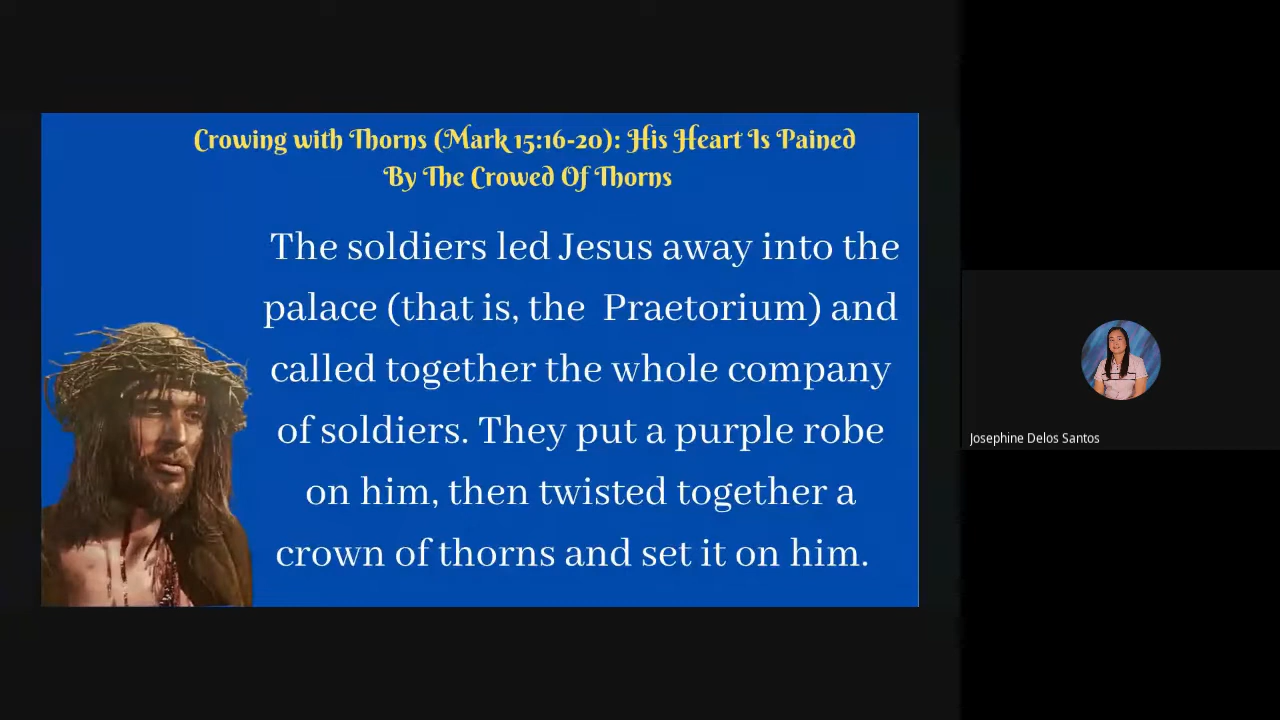 Crowing with Thorns (Mark 15:16-20): His Heart Is Pained
By The Crowed Of Thorns
The soldiers led Jesus away into the
palace (that is, the Praetorium) and
called together the whole company
of soldiers. They put a purple robe
on him, then twisted together a
crown of thorns and set it on him.
Josephine Delos Santos